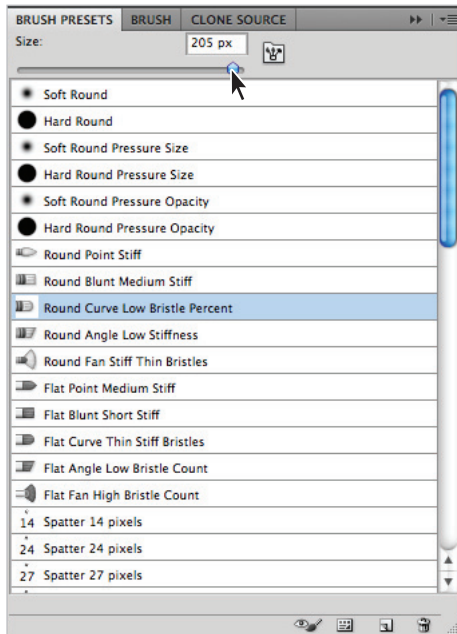 BRUSH PRESETS BRUSH CLONE SOURCE
Size: 205 px
Soft Round
Hard Round
Soft Round Pressure Size
Hard Round Pressure Size
Soft Round Pressure Opacity
Hard Round Pressure Opacity
Round Point Stiff
Round Blunt Medium Stiff
Round Curve Low Bristle Percent
Round Angle Low Stiffness
Round Fan Stiff Thin Bristles
Flat Point Medium Stiff
Flat Blunt Short Stiff
Flat Curve Thin Stiff Bristles
Flat Angle Low Bristle Count
Flat Fan High Bristle Count
14 Spatter 14 pixels
24 Spatter 24 pixels
27 Spatter 27 pixels